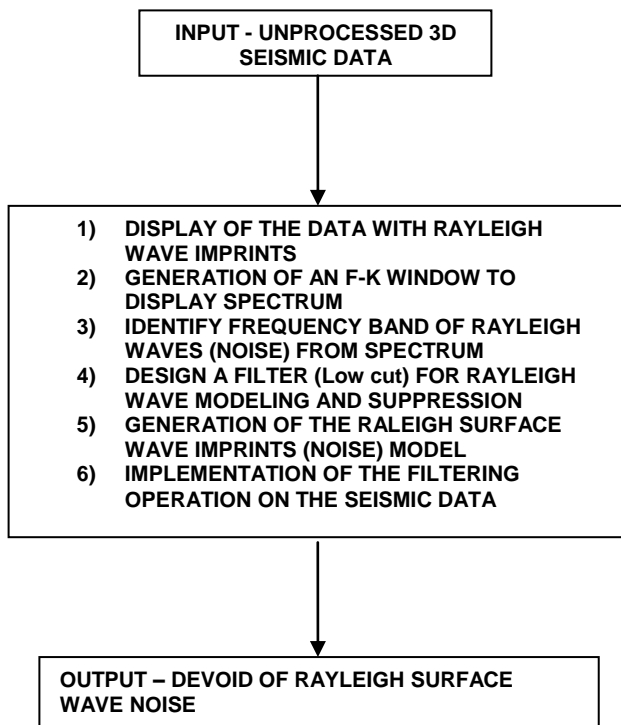 INPUT - UNPROCESSED 3D
SEISMIC DATA
1) DISPLAY OF THE DATA WITH RAYLEIGH
WAVE IMPRINTS
2) GENERATION OF AN F-K WINDOW TO
DISPLAY SPECTRUM
3) IDENTIFY FREQUENCY BAND OF RAYLEIGH
WAVES (NOISE) FROM SPECTRUM
4) DESIGN A FILTER (Low cut) FOR RAYLEIGH
WAVE MODELING AND SUPPRESSION
5) GENERATION OF THE RALEIGH SURFACE
WAVE IMPRINTS (NOISE) MODEL
6) IMPLEMENTATION OF THE FILTERING
OPERATION ON THE SEISMIC DATA
OUTPUT – DEVOID OF RAYLEIGH SURFACE
WAVE NOISE